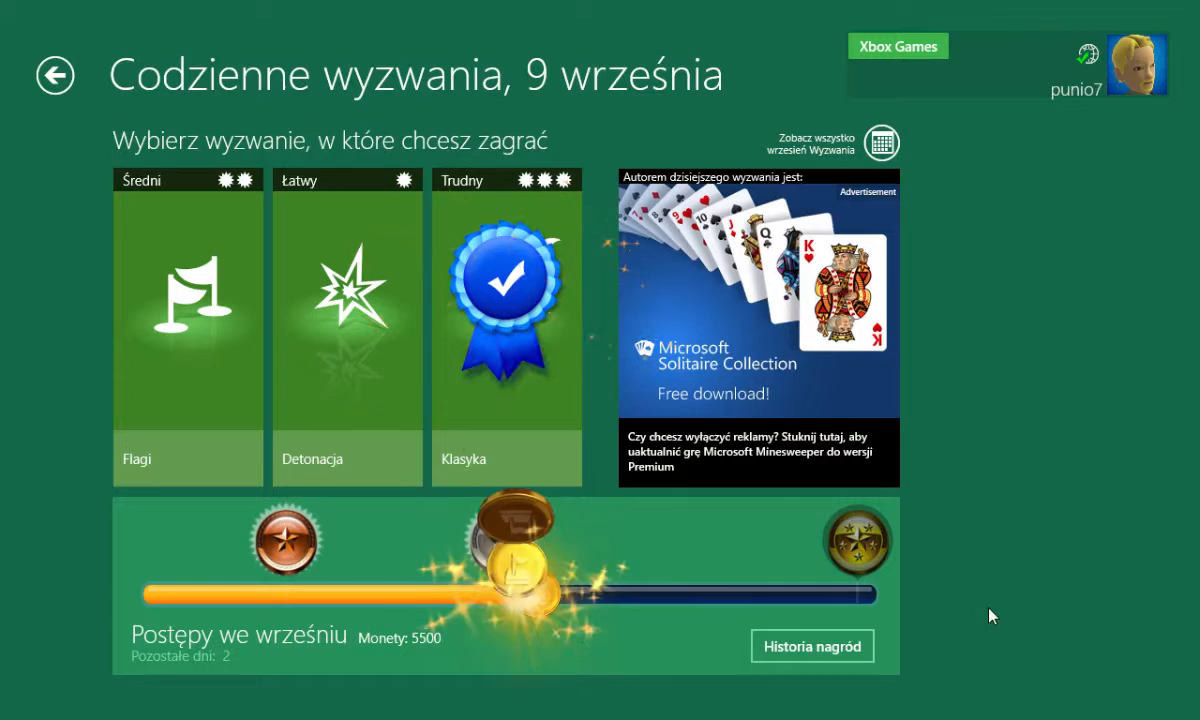 Codzienne wyzwania, 9 września
Xbox Games
punio7
Wybierz wyzwanie, w które chcesz zagrać
Zobacz wszystko
wrzesień Wyzwania
Średni
Łatwy
Trudny
Autorem dzisiejszego wyzwania jest:
Advertisement
10
J
Q
K
K
Microsoft
Solitaire Collection
Free download!
Flagi
Detonacja
Klasyka
Czy chcesz wyłączyć reklamy? Stuknij tutaj, aby
uaktualnić grę Microsoft Minesweeper do wersji
Premium
Postępy we wrześniu Monety: 5500
Pozostałe dni: 2
Historia nagród